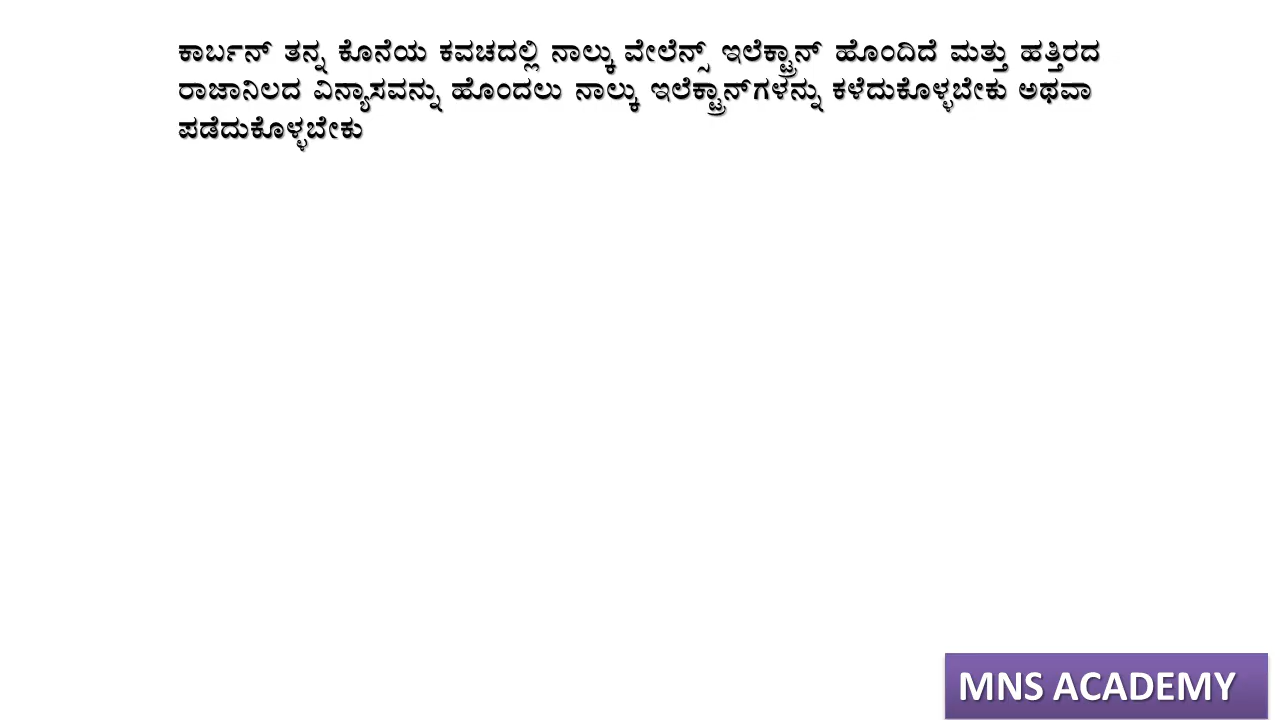 ಕಾರ್ಬನ್ ತನ್ನ ಕೊನೆಯ ಕವಚದಲ್ಲಿ ನಾಲ್ಕು ವೇಲೆನ್ಸ್ ಇಲೆಕ್ಟ್ರಾನ್ ಹೊಂದಿದೆ ಮತ್ತು ಹತ್ತಿರದ
ರಾಜಾನಿಲದ ವಿನ್ಯಾಸವನ್ನು ಹೊಂದಲು ನಾಲ್ಕು ಇಲೆಕ್ಟ್ರಾನ್‌ಗಳನ್ನು ಕಳೆದುಕೊಳ್ಳಬೇಕು ಅಥವಾ
ಪಡೆದುಕೊಳ್ಳಬೇಕು
MNS ACADEMY